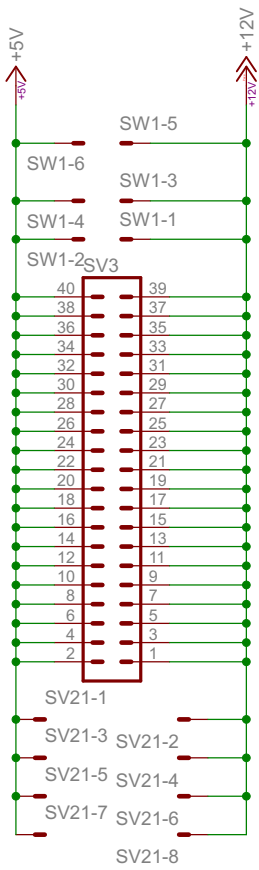 +5V
+12V
+5V
+12V
SW1-5
SW1-6
SW1-3
SW1-4
SW1-1
SW1-2
SV3
40 39
38 37
36 35
34 33
32 31
30 29
28 27
26 25
24 23
22 21
20 19
18 17
16 15
14 13
12 11
10 9
8 7
6 5
4 3
2 1
SV21-1
SV21-3 SV21-2
SV21-5 SV21-4
SV21-7 SV21-6
SV21-8